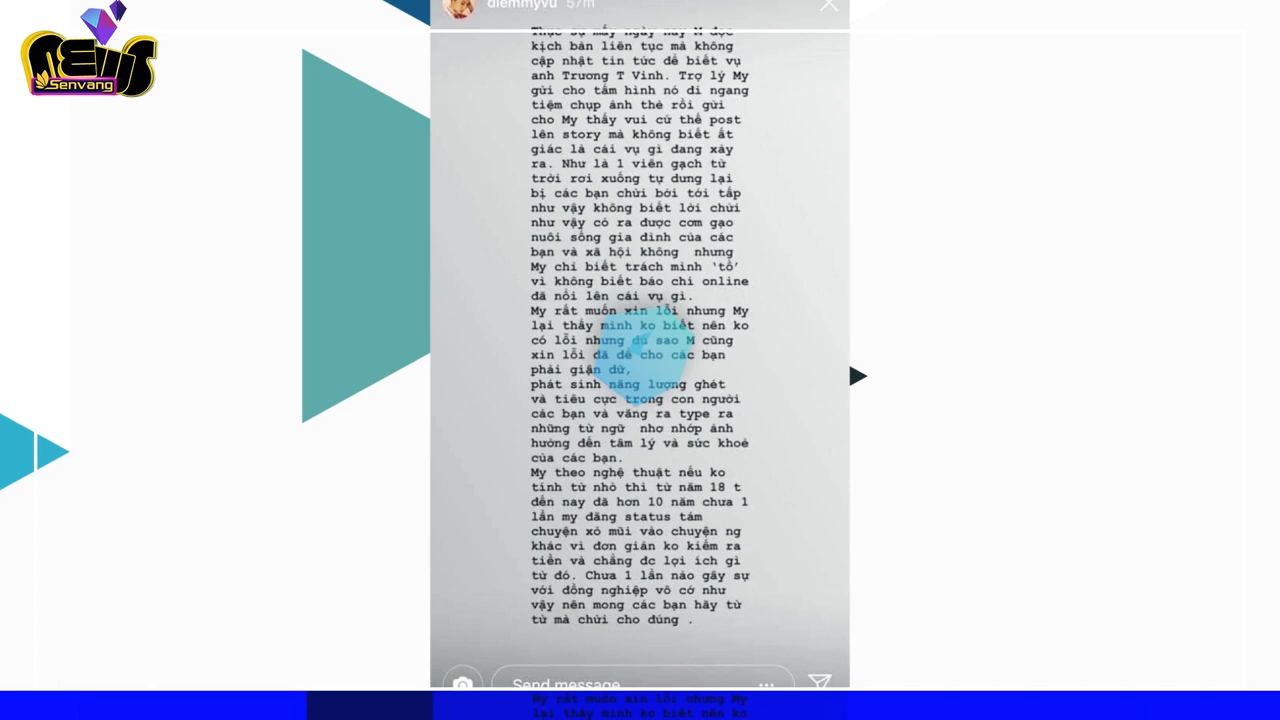 NEWS
Senvang
diemmyvu 57m
Thực sự mấy ngày nay M đọc
kịch bản liên tục mà không
cập nhật tin tức để biết vụ
anh Trương T Vinh. Trợ lý My
gửi cho tấm hình nó đi ngang
tiệm chụp ảnh thẻ rồi gửi
cho My thấy vui cứ thế post
lên story mà không biết ất
giác là cái vụ gì đang xảy
ra. Như là 1 viên gạch từ
trời rơi xuống tự dưng lại
bị các bạn chửi bới tới tấp
như vậy không biết lời chửi
như vậy có ra được cơm gạo
nuôi sống gia đình của các
bạn và xã hội không nhưng
My chỉ biết trách mình 'tồ'
vì không biết báo chí online
đã nổi lên cái vụ gì.
My rất muốn xin lỗi nhưng My
lại thấy mình ko biết nên ko
có lỗi nhưng dù sao M cũng
xin lỗi đã để cho các bạn
phải giận dữ,
phát sinh năng lượng ghét
và tiêu cực trong con người
các bạn và văng ra type ra
những từ ngữ nhơ nhớp ảnh
hưởng đến tâm lý và sức khoẻ
của các bạn.
My theo nghệ thuật nếu ko
tính từ nhỏ thì từ năm 18 t
đến nay đã hơn 10 năm chưa 1
lần my đăng status tám
chuyện xỏ mũi vào chuyện ng
khác vì đơn giản ko kiếm ra
tiền và chẳng đc lợi ích gì
từ đó. Chưa 1 lần nào gây sự
với đồng nghiệp vô cớ như
vậy nên mong các bạn hãy từ
từ mà chửi cho đúng .
Send message
My rất muốn xin lỗi nhưng My
lại thấy mình ko biết nên ko